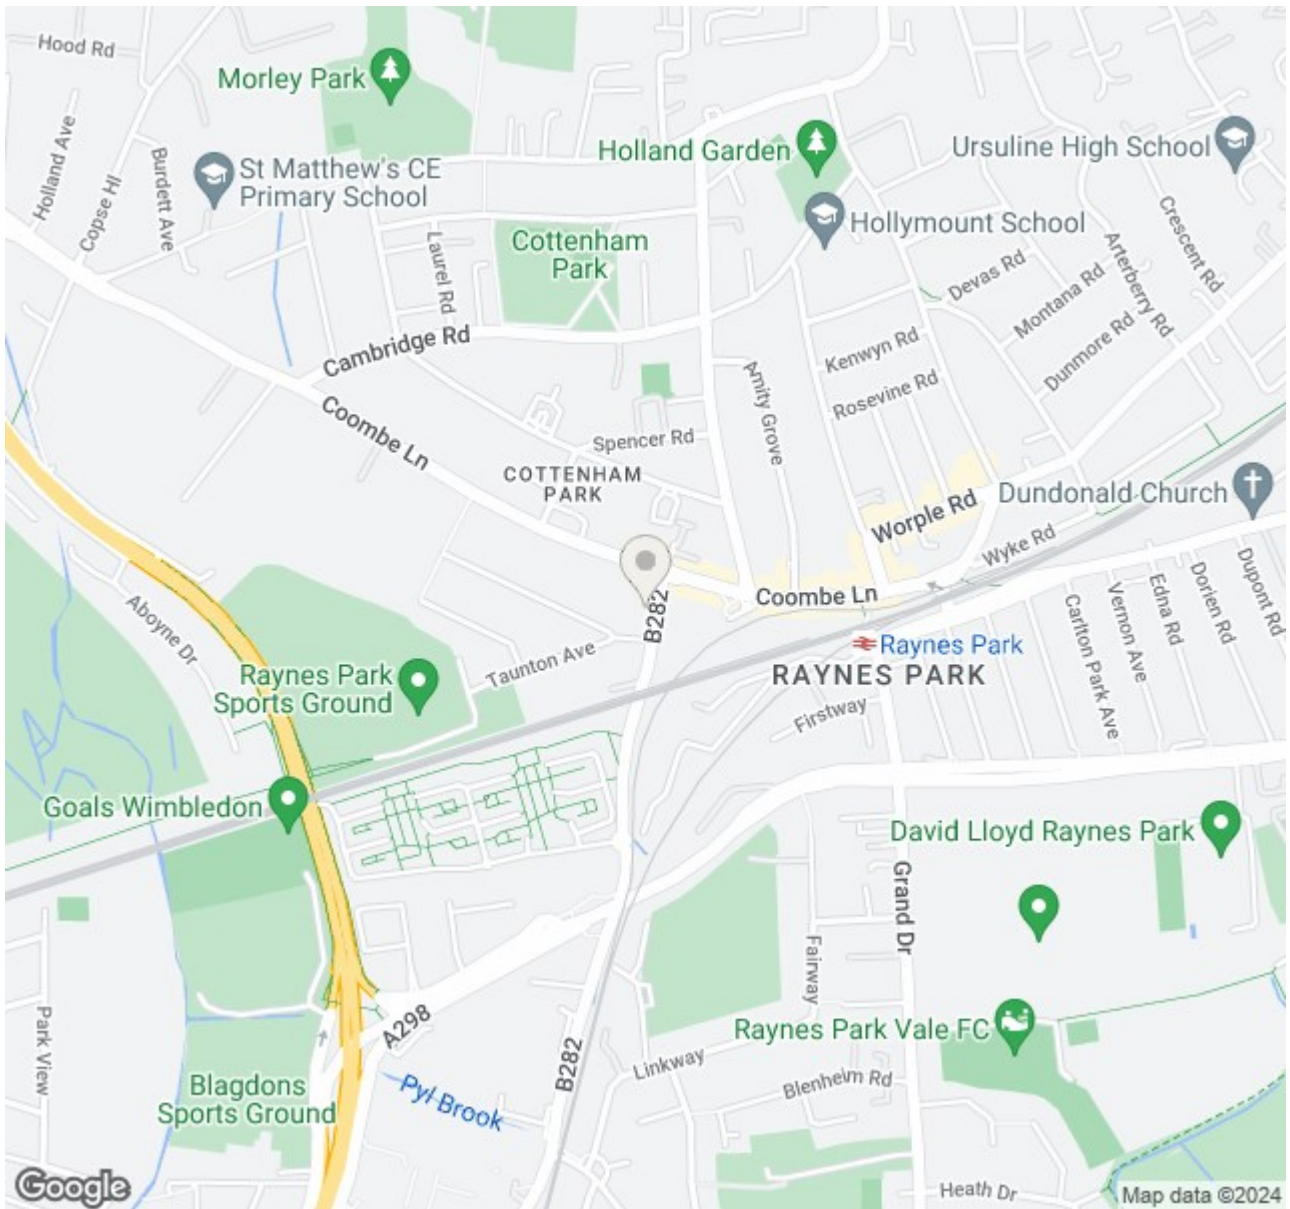 Hood Rd
Morley Park
Holland Ave
Burdett Ave
Copse Hl
St Matthew's CE
Primary School
Holland Garden
Ursuline High School
Hollymount School
Crescent Rd
Arterberry Rd
Cottenham
Park
Laurel Rd
Devas Rd
Montana Rd
Dunmore Rd
Cambridge Rd
Kenwyn Rd
Rosevine Rd
Amity Grove
Coombe Ln
Spencer Rd
COTTENHAM
PARK
Worple Rd
Dundonald Church
Wyke Rd
Coombe Ln
B282
Aboyne Dr
Taunton Ave
Raynes Park
RAYNES PARK
Carlton Park Ave
Vernon Ave
Edna Rd
Dorien Rd
Dupont Rd
Raynes Park
Sports Ground
Firstway
Goals Wimbledon
David Lloyd Raynes Park
Grand Dr
Fairway
Park View
A298
Raynes Park Vale FC
B282
Linkway
Blenheim Rd
Blagdons
Sports Ground
Pyl Brook
Heath Dr
Google
Map data ©2024